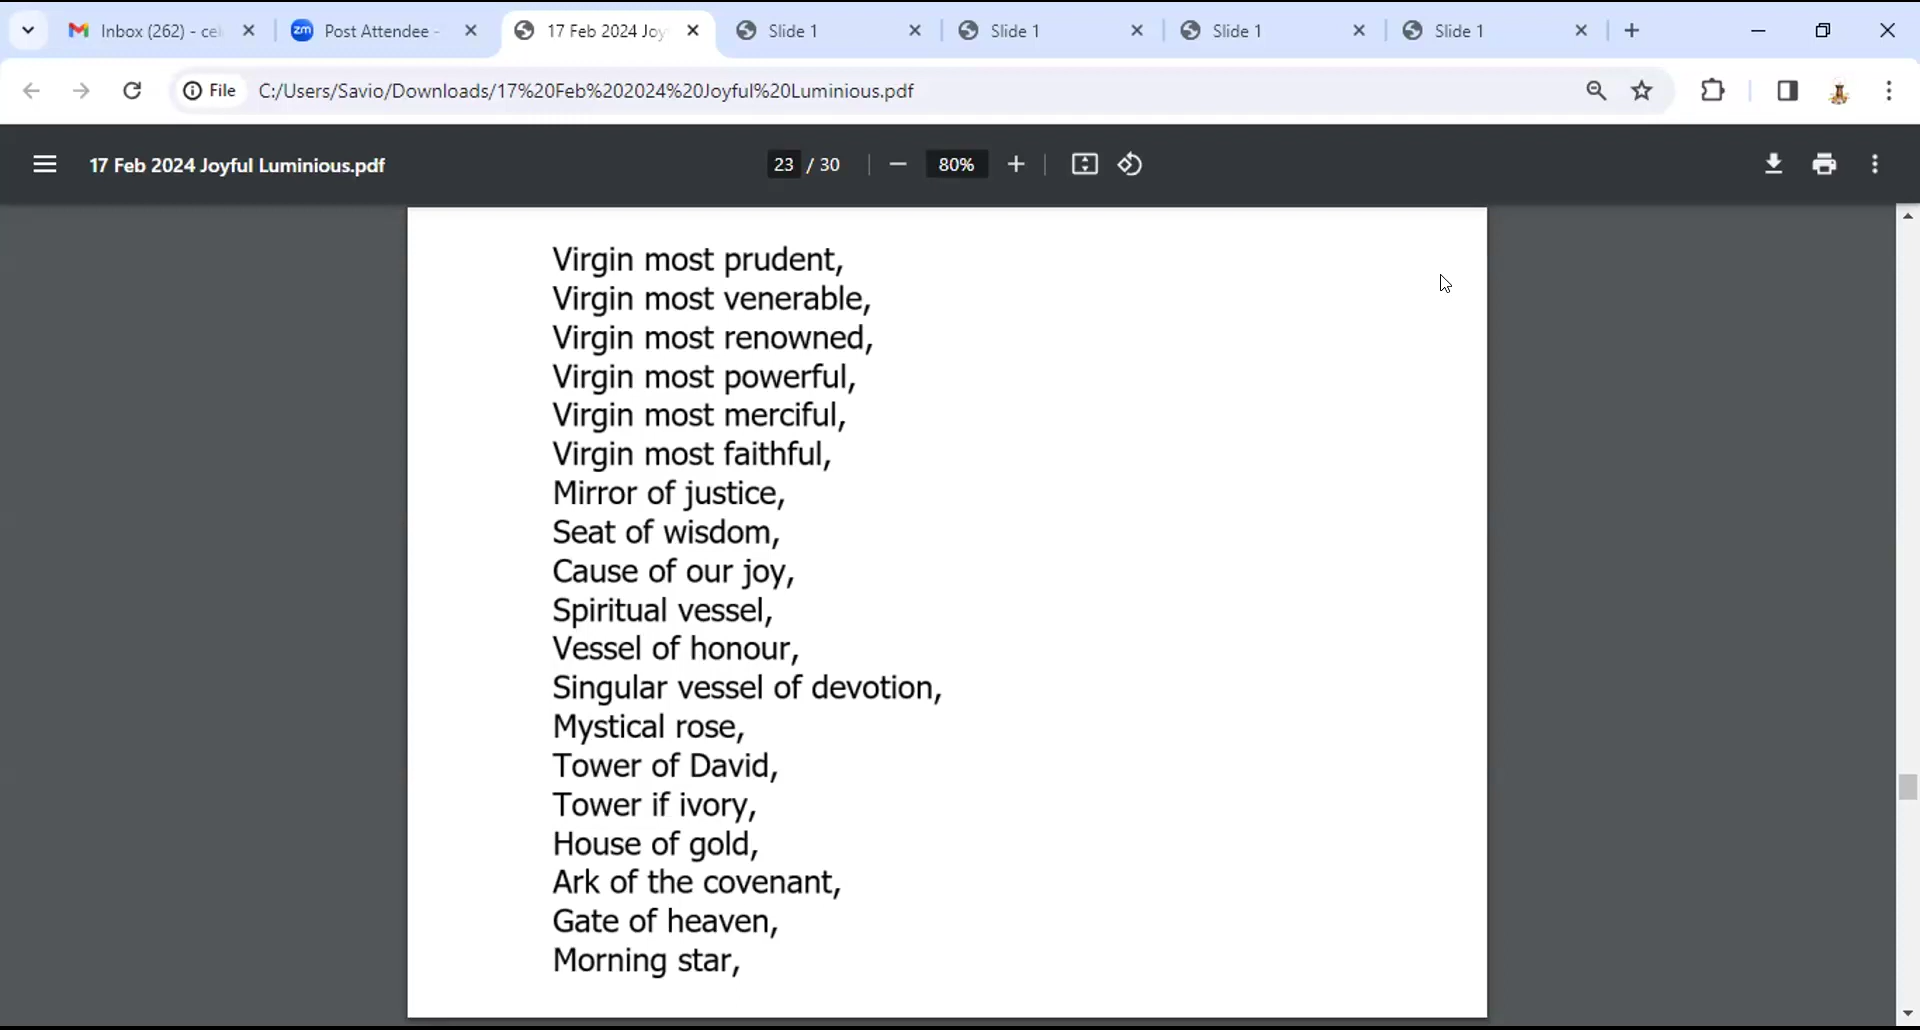 Inbox (262) - cel
Post Attendee -
17 Feb 2024 Joy
Slide 1
Slide 1
Slide 1
Slide 1
File C:/Users/Savio/Downloads/17%20Feb%202024%20Joyful%20Luminious.pdf
17 Feb 2024 Joyful Luminious.pdf
23 / 30
80%
Virgin most prudent,
Virgin most venerable,
Virgin most renowned,
Virgin most powerful,
Virgin most merciful,
Virgin most faithful,
Mirror of justice,
Seat of wisdom,
Cause of our joy,
Spiritual vessel,
Vessel of honour,
Singular vessel of devotion,
Mystical rose,
Tower of David,
Tower if ivory,
House of gold,
Ark of the covenant,
Gate of heaven,
Morning star,